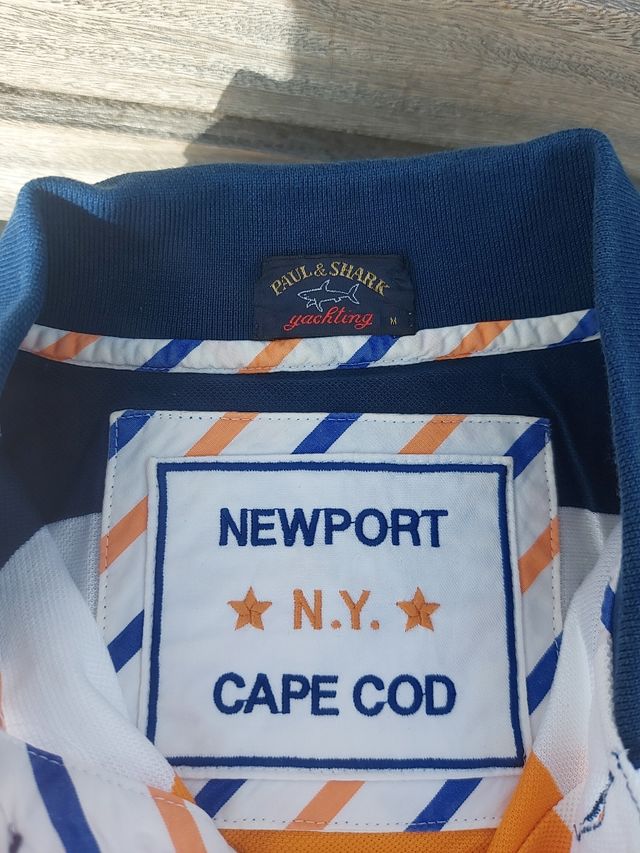 PAUL & SHARK
yachting
M
NEWPORT
N.Y.
CAPE COD